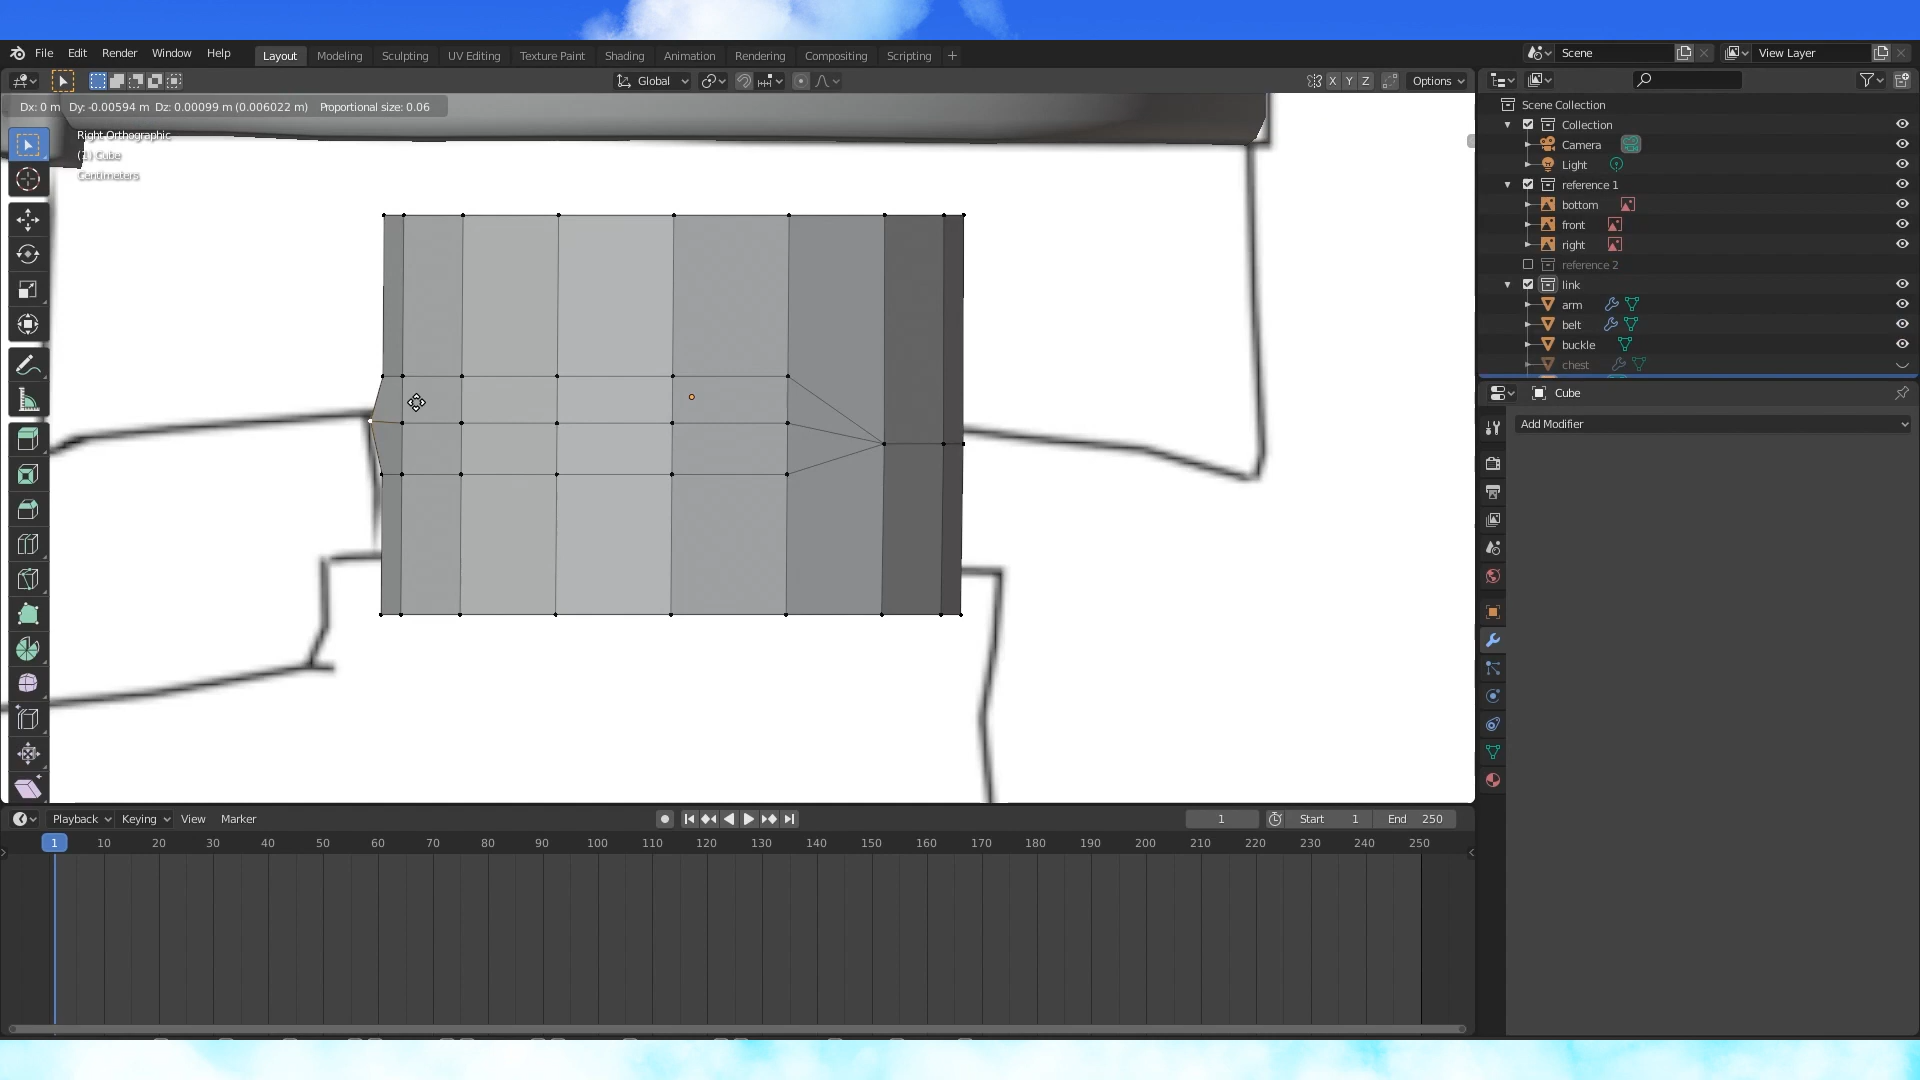 File Edit Render Window Help Layout Modeling Sculpting UV Editing Texture Paint Shading Animation Rendering Compositing Scripting + Scene View Layer
Global X Y Z Options
Dx: 0 m Dy: -0.00594 m Dz: 0.00099 m (0.006022 m) Proportional size: 0.06
Right Orthographic
(1) Cube
Centimeters
Scene Collection
Collection
Camera
Light
reference 1
bottom
front
right
reference 2
link
arm
belt
buckle
chest
Cube
Add Modifier
Playback Keying View Marker 1 Start 1 End 250
1 10 20 30 40 50 60 70 80 90 100 110 120 130 140 150 160 170 180 190 200 210 220 230 240 250